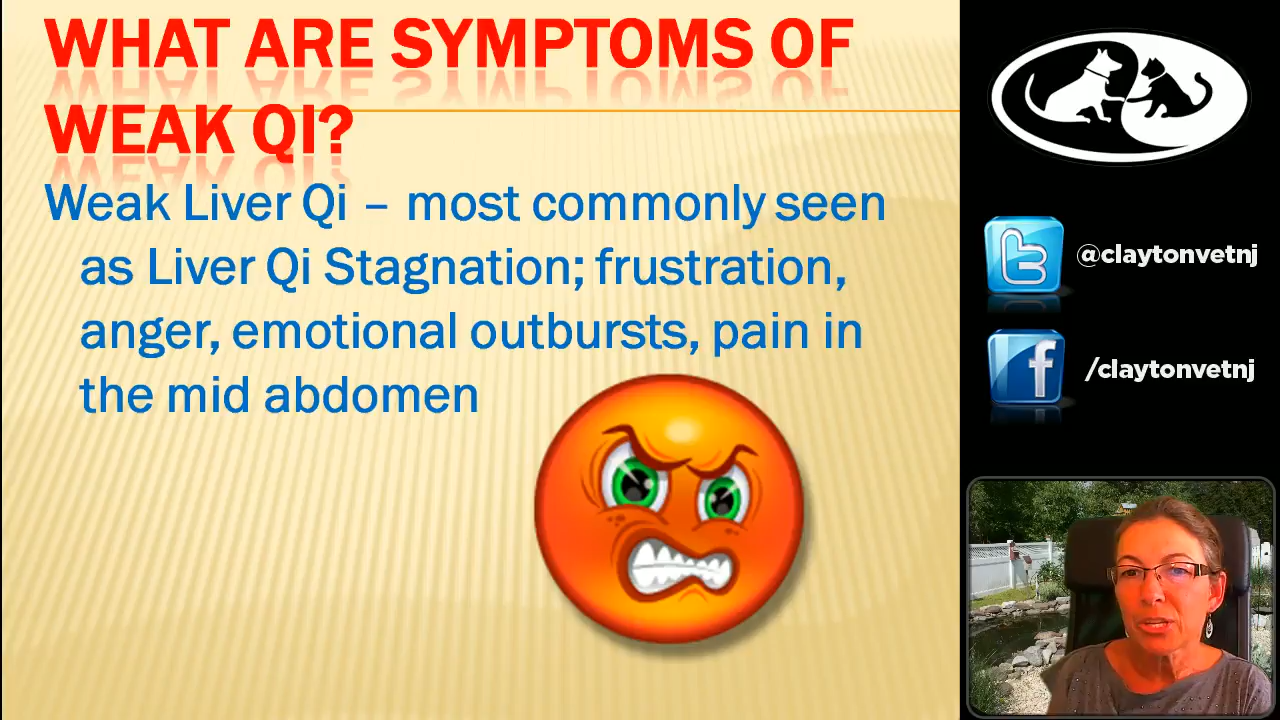 WHAT ARE SYMPTOMS OF
WEAK QI?
Weak Liver Qi – most commonly seen
as Liver Qi Stagnation; frustration,
anger, emotional outbursts, pain in
the mid abdomen
@claytonvetnj
/claytonvetnj